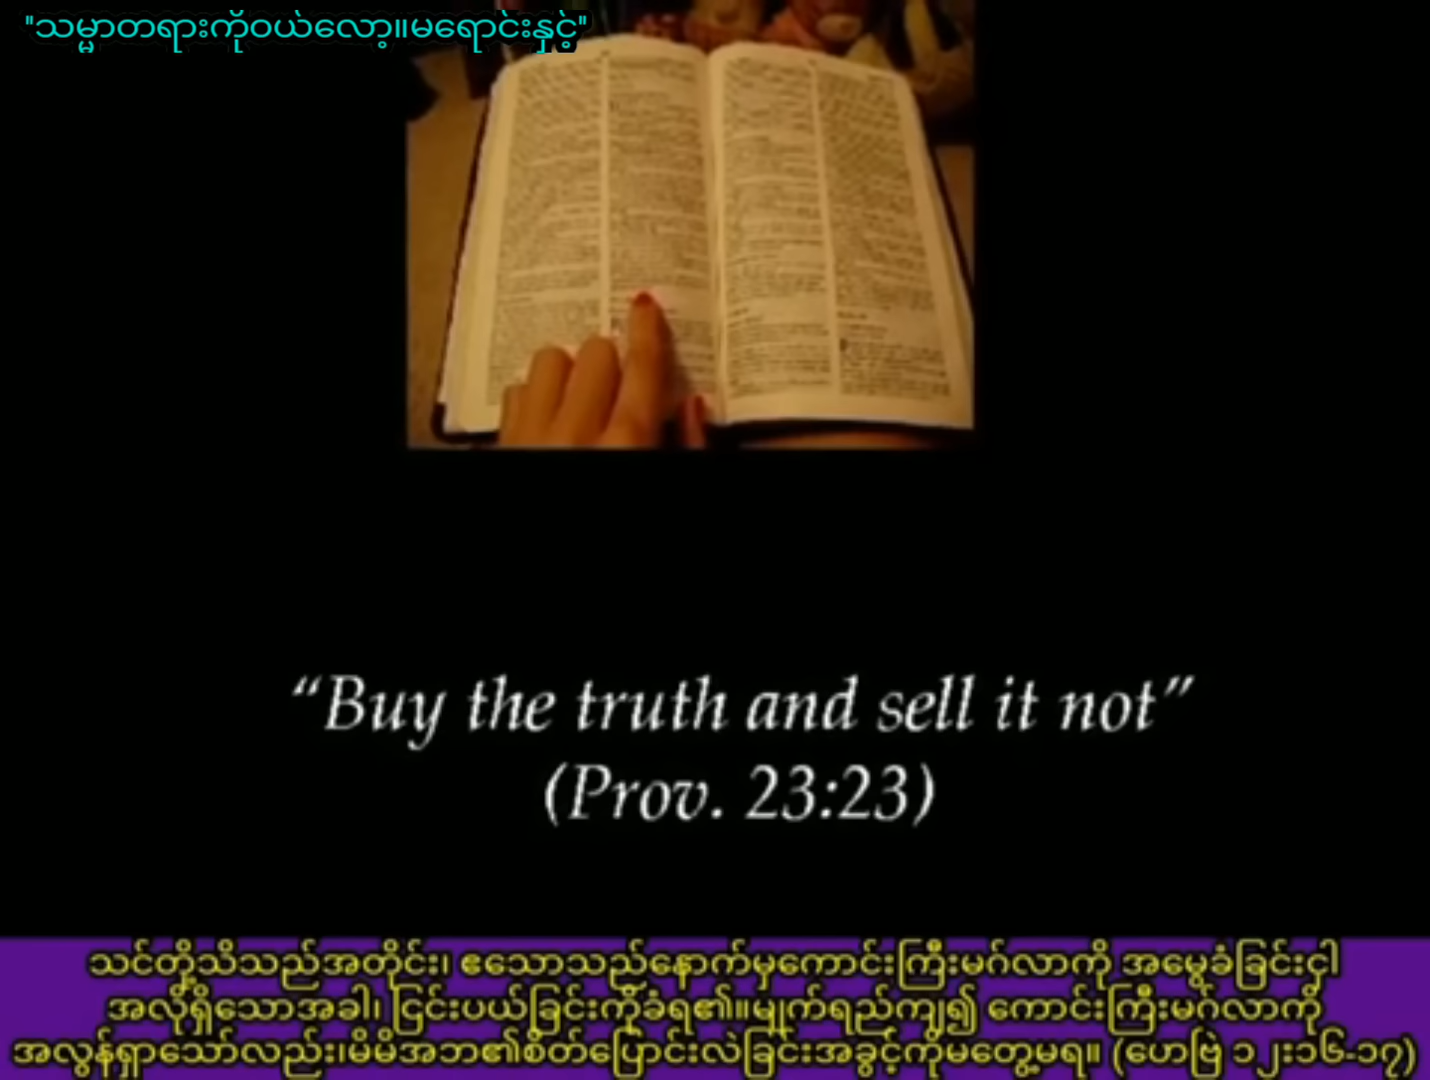 "သမ္မာတရားကိုဝယ်လော့။မရောင်းနှင့်"
“Buy the truth and sell it not”
(Prov. 23:23)
သင်တို့သိသည်အတိုင်း၊ ဧသောသည်နောက်မှကောင်းကြီးမင်္ဂလာကို အမွေခံခြင်းငှါ
အလိုရှိသောအခါ၊ ငြင်းပယ်ခြင်းကိုခံရ၏။မျက်ရည်ကျ၍ ကောင်းကြီးမင်္ဂလာကို
အလွန်ရှာသော်လည်း၊မိမိအဘ၏စိတ်ပြောင်းလဲခြင်းအခွင့်ကိုမတွေ့မရ။ (ဟေဗြဲ ၁၂း၁၆-၁၇)